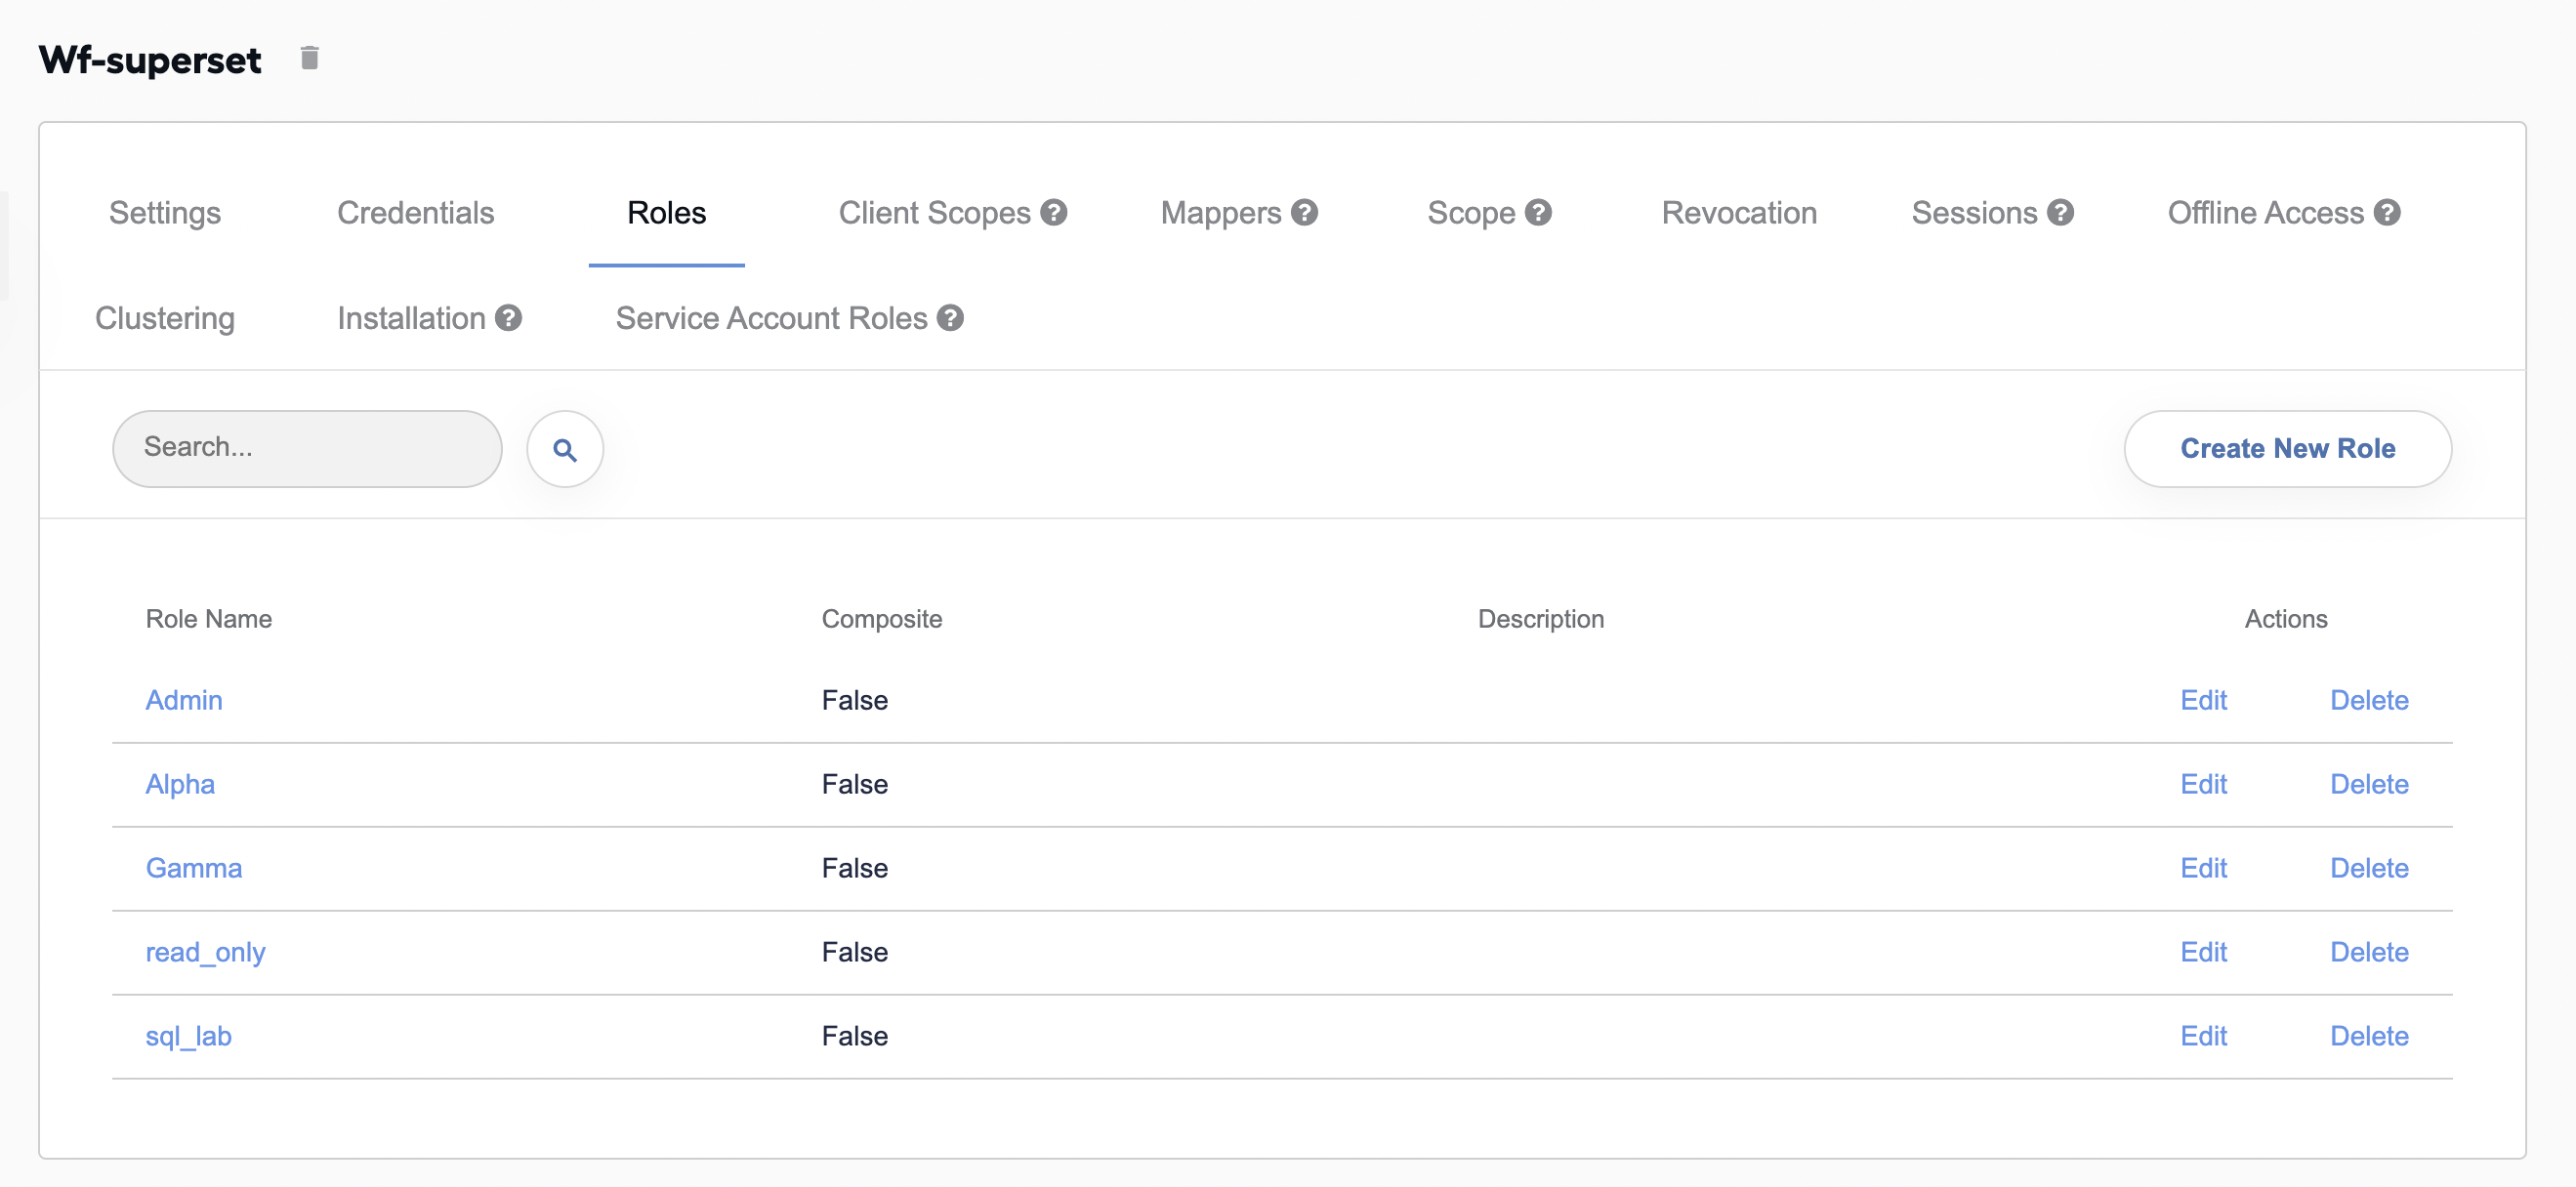 Wf-superset
Settings Credentials Roles Client Scopes ? Mappers ? Scope ? Revocation Sessions ? Offline Access ?
Clustering Installation ? Service Account Roles ?
Search... Create New Role
Role Name Composite Description Actions
Admin False Edit Delete
Alpha False Edit Delete
Gamma False Edit Delete
read_only False Edit Delete
sql_lab False Edit Delete